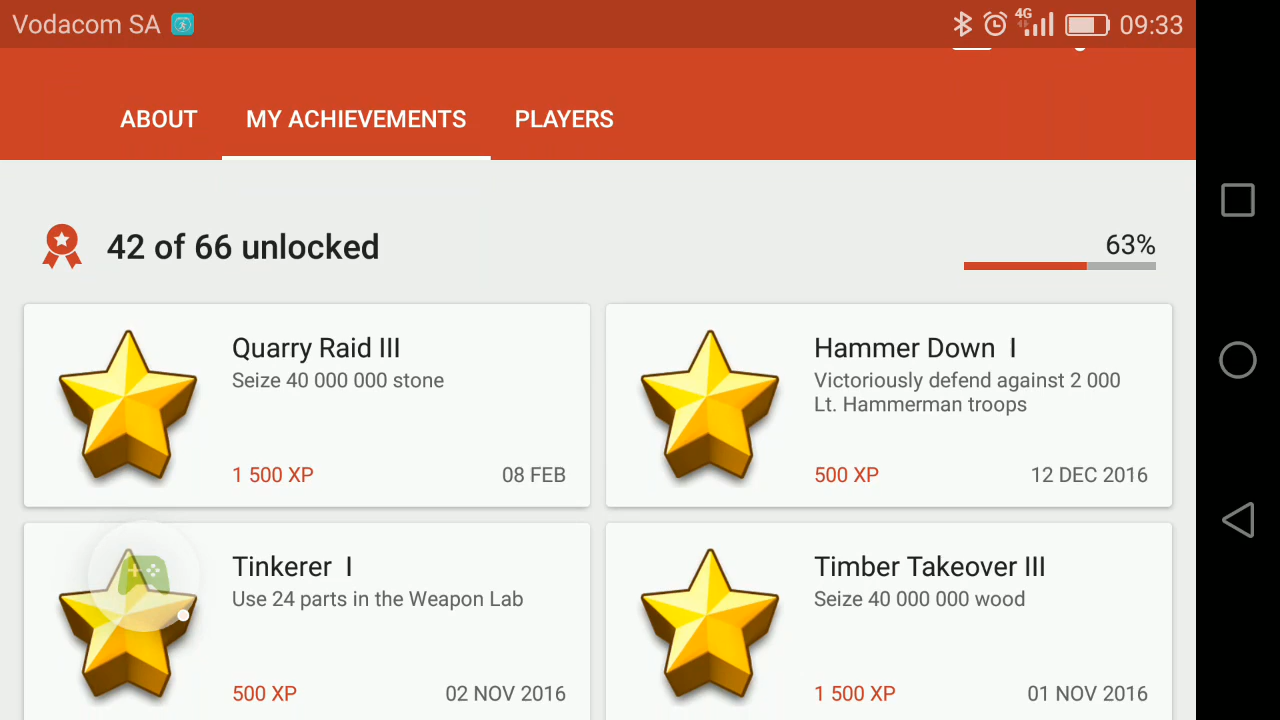 Vodacom SA
4G
09:33
ABOUT
MY ACHIEVEMENTS
PLAYERS
42 of 66 unlocked
63%
Quarry Raid III
Seize 40 000 000 stone
1 500 XP
08 FEB
Hammer Down I
Victoriously defend against 2 000
Lt. Hammerman troops
500 XP
12 DEC 2016
Tinkerer I
Use 24 parts in the Weapon Lab
500 XP
02 NOV 2016
Timber Takeover III
Seize 40 000 000 wood
1 500 XP
01 NOV 2016